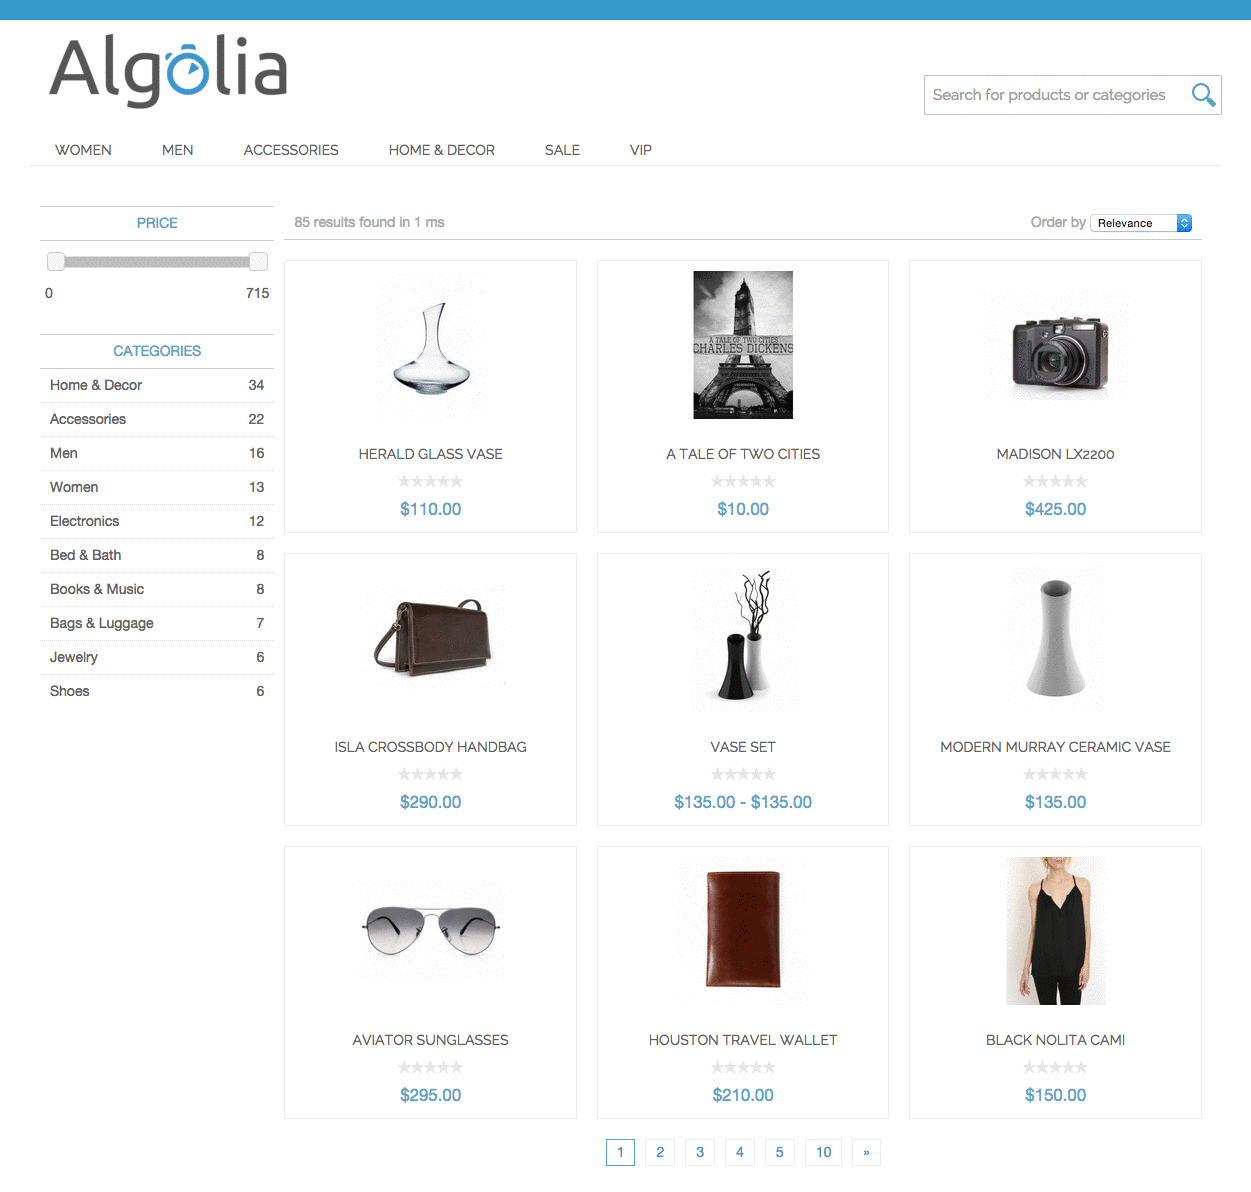 Algolia
Search for products or categories
WOMEN MEN ACCESSORIES HOME & DECOR SALE VIP
PRICE
0 715
CATEGORIES
Home & Decor 34
Accessories 22
Men 16
Women 13
Electronics 12
Bed & Bath 8
Books & Music 8
Bags & Luggage 7
Jewelry 6
Shoes 6
85 results found in 1 ms
Order by Relevance
A TALE OF TWO CITIES
CHARLES DICKENS
HERALD GLASS VASE
$110.00
A TALE OF TWO CITIES
$10.00
MADISON LX2200
$425.00
ISLA CROSSBODY HANDBAG
$290.00
VASE SET
$135.00 - $135.00
MODERN MURRAY CERAMIC VASE
$135.00
AVIATOR SUNGLASSES
$295.00
HOUSTON TRAVEL WALLET
$210.00
BLACK NOLITA CAMI
$150.00
1 2 3 4 5 10 »